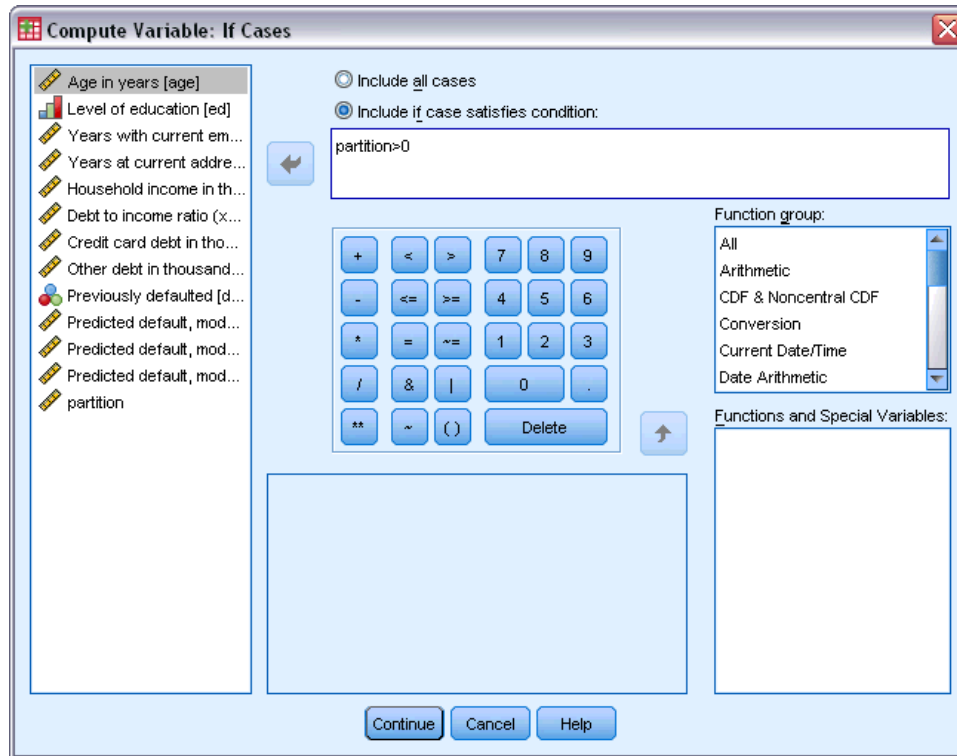 Compute Variable: If Cases
Age in years [age]
Level of education [ed]
Years with current em...
Years at current addre...
Household income in th...
Debt to income ratio (x...
Credit card debt in tho...
Other debt in thousand...
Previously defaulted [d...
Predicted default, mod...
Predicted default, mod...
Predicted default, mod...
partition
Include all cases
Include if case satisfies condition:
partition>0
+ < > 7 8 9
- <= >= 4 5 6
* = ~= 1 2 3
/ & | 0 .
** ~ ( ) Delete
Function group:
All
Arithmetic
CDF & Noncentral CDF
Conversion
Current Date/Time
Date Arithmetic
Functions and Special Variables:
Continue Cancel Help